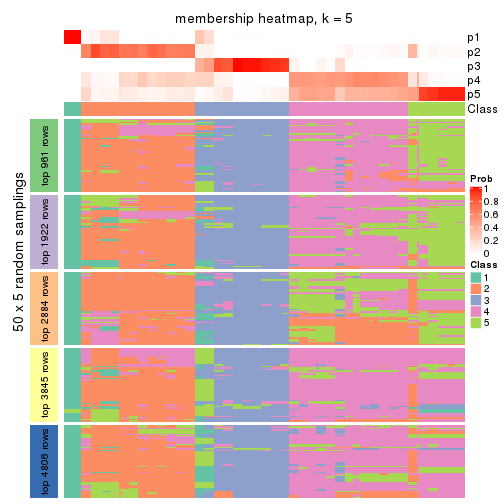 membership heatmap, k = 5
p1
p2
p3
p4
p5
Class
50 x 5 random samplings
top 961 rows
top 1922 rows
top 2884 rows
top 3845 rows
top 4806 rows
Prob
1
0.8
0.6
0.4
0.2
0
Class
1
2
3
4
5